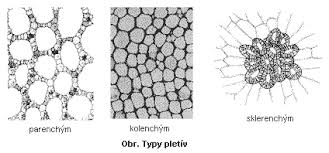 parenchým
kolenchým
sklerenchým
Obr. Typy pletív